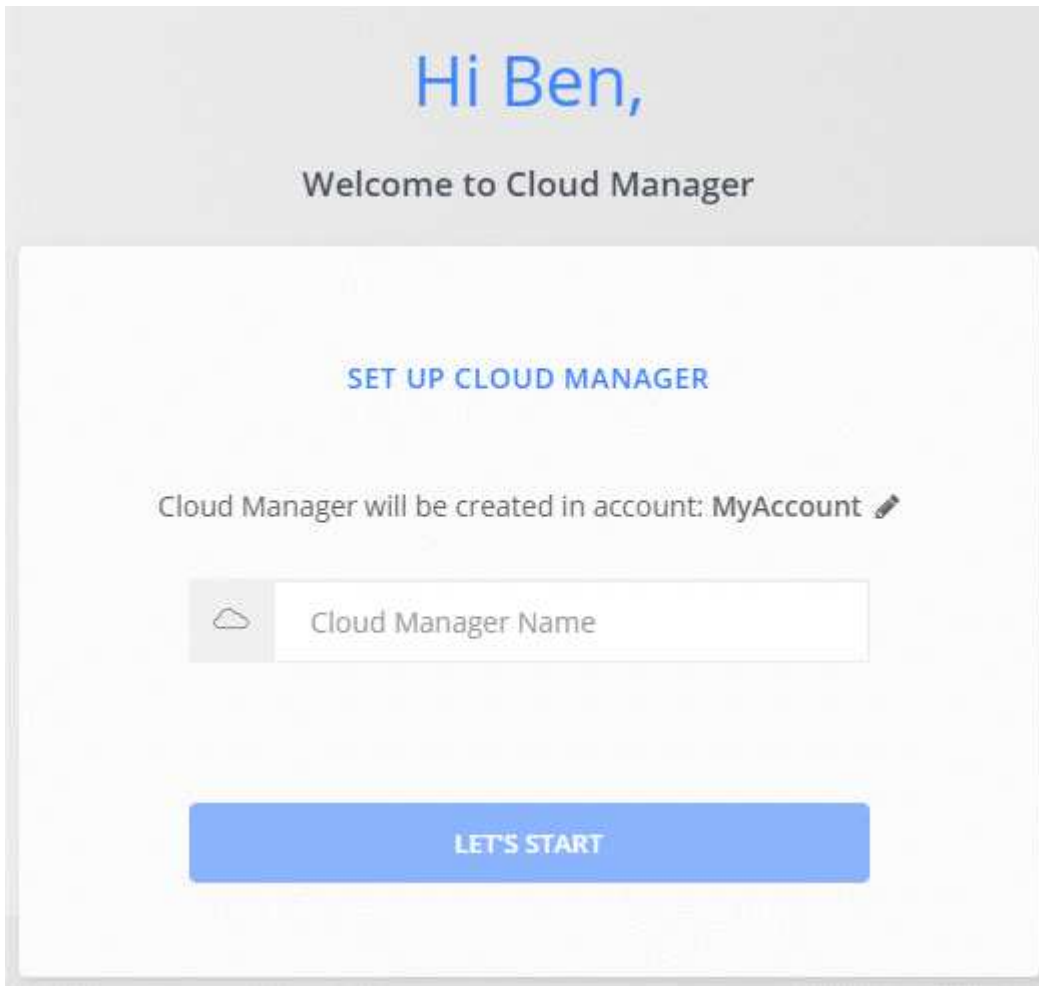 Hi Ben,
Welcome to Cloud Manager
SET UP CLOUD MANAGER
Cloud Manager will be created in account: MyAccount
Cloud Manager Name
LET'S START